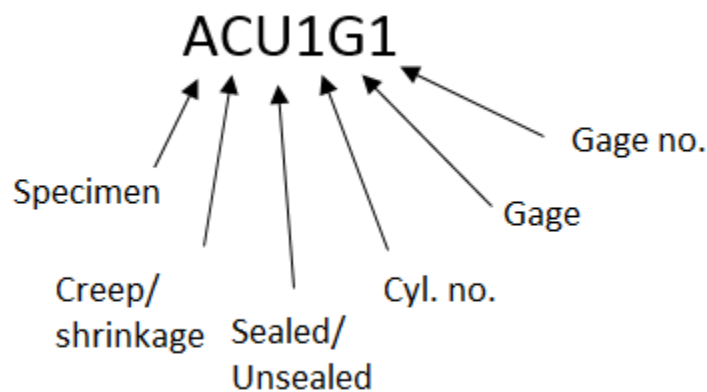 ACU1G1
Gage no.
Specimen
Gage
Creep/
shrinkage
Cyl. no.
Sealed/
Unsealed